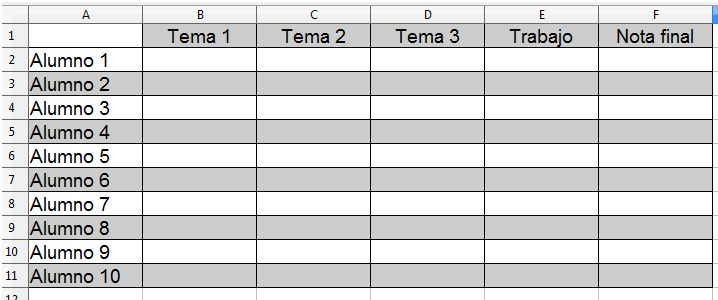 A B C D E F
1 Tema 1 Tema 2 Tema 3 Trabajo Nota final
2 Alumno 1
3 Alumno 2
4 Alumno 3
5 Alumno 4
6 Alumno 5
7 Alumno 6
8 Alumno 7
9 Alumno 8
10 Alumno 9
11 Alumno 10
12